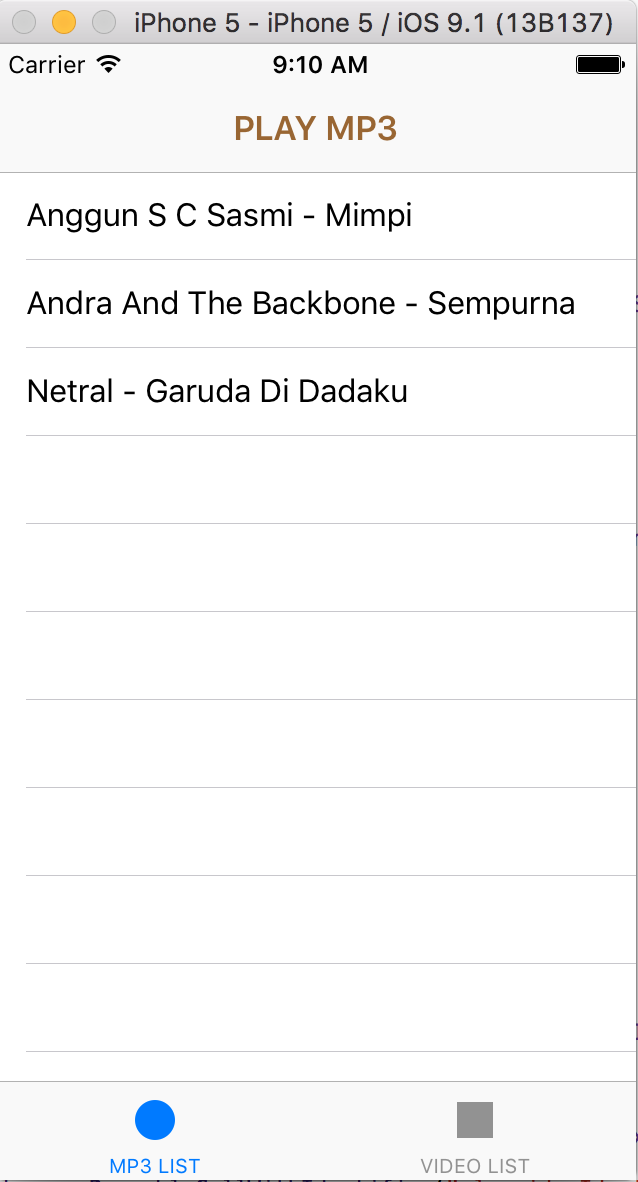 iPhone 5 - iPhone 5 / iOS 9.1 (13B137)
Carrier 9:10 AM
PLAY MP3
Anggun S C Sasmi - Mimpi
Andra And The Backbone - Sempurna
Netral - Garuda Di Dadaku
MP3 LIST VIDEO LIST